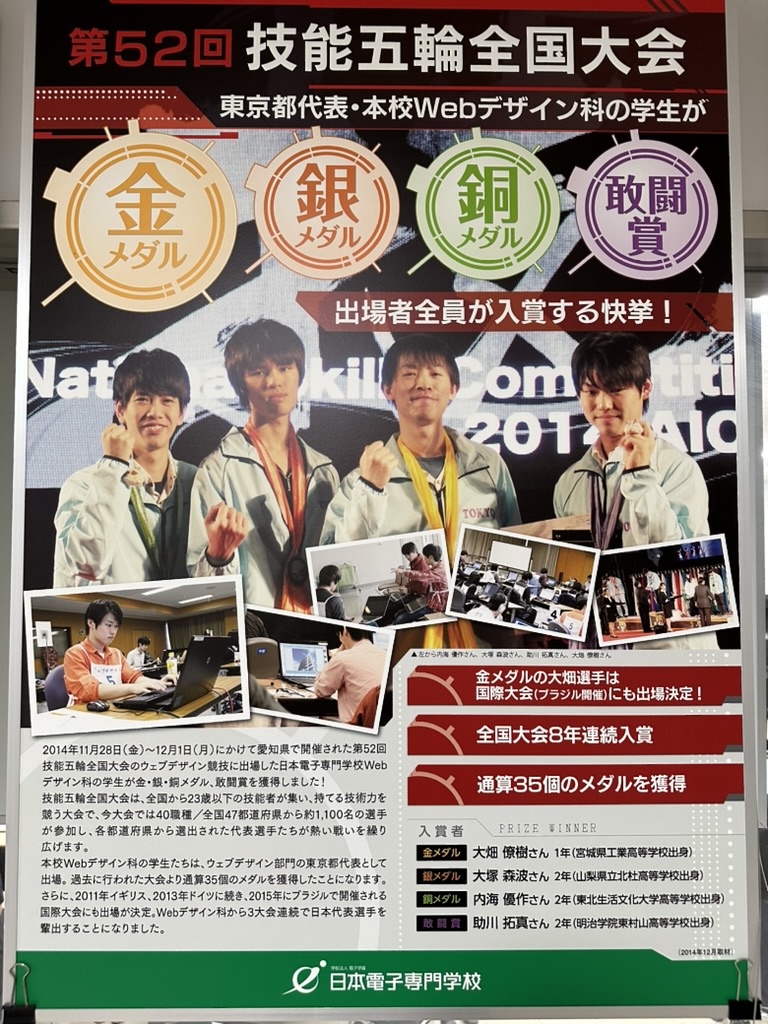 第52回 技能五輪全国大会
東京都代表・本校Webデザイン科の学生が
金メダル
銀メダル
銅メダル
敢闘賞
出場者全員が入賞する快挙！
National Skil
Com
titi
2014
AIC
TOKYO
▲左から内海 優作さん、大塚 森波さん、助川 拓真さん、大畑 僚樹さん
金メダルの大畑選手は
国際大会(ブラジル開催)にも出場決定！
全国大会8年連続入賞
通算35個のメダルを獲得
2014年11月28日(金)〜12月1日(月)にかけて愛知県で開催された第52回
技能五輪全国大会のウェブデザイン競技に出場した日本電子専門学校Web
デザイン科の学生が金・銀・銅メダル、敢闘賞を獲得しました！
技能五輪全国大会は、全国から23歳以下の技能者が集い、持てる技術力を
競う大会で、今大会では40職種／全国47都道府県から約1,100名の選手
が参加し、各都道府県から選出された代表選手たちが熱い戦いを繰り
広げます。
本校Webデザイン科の学生たちは、ウェブデザイン部門の東京都代表として
出場。過去に行われた大会より通算35個のメダルを獲得したことになります。
さらに、2011年イギリス、2013年ドイツに続き、2015年にブラジルで開催される
国際大会にも出場が決定。Webデザイン科から3大会連続で日本代表選手を
輩出することになりました。
入賞者 PRIZE WINNER
金メダル 大畑 僚樹さん 1年(宮城県工業高等学校出身)
銀メダル 大塚 森波さん 2年(山梨県立北杜高等学校出身)
銅メダル 内海 優作さん 2年(東北生活文化大学高等学校出身)
敢闘賞 助川 拓真さん 2年(明治学院東村山高等学校出身)
(2014年12月取材)
学校法人 電子学園
日本電子専門学校